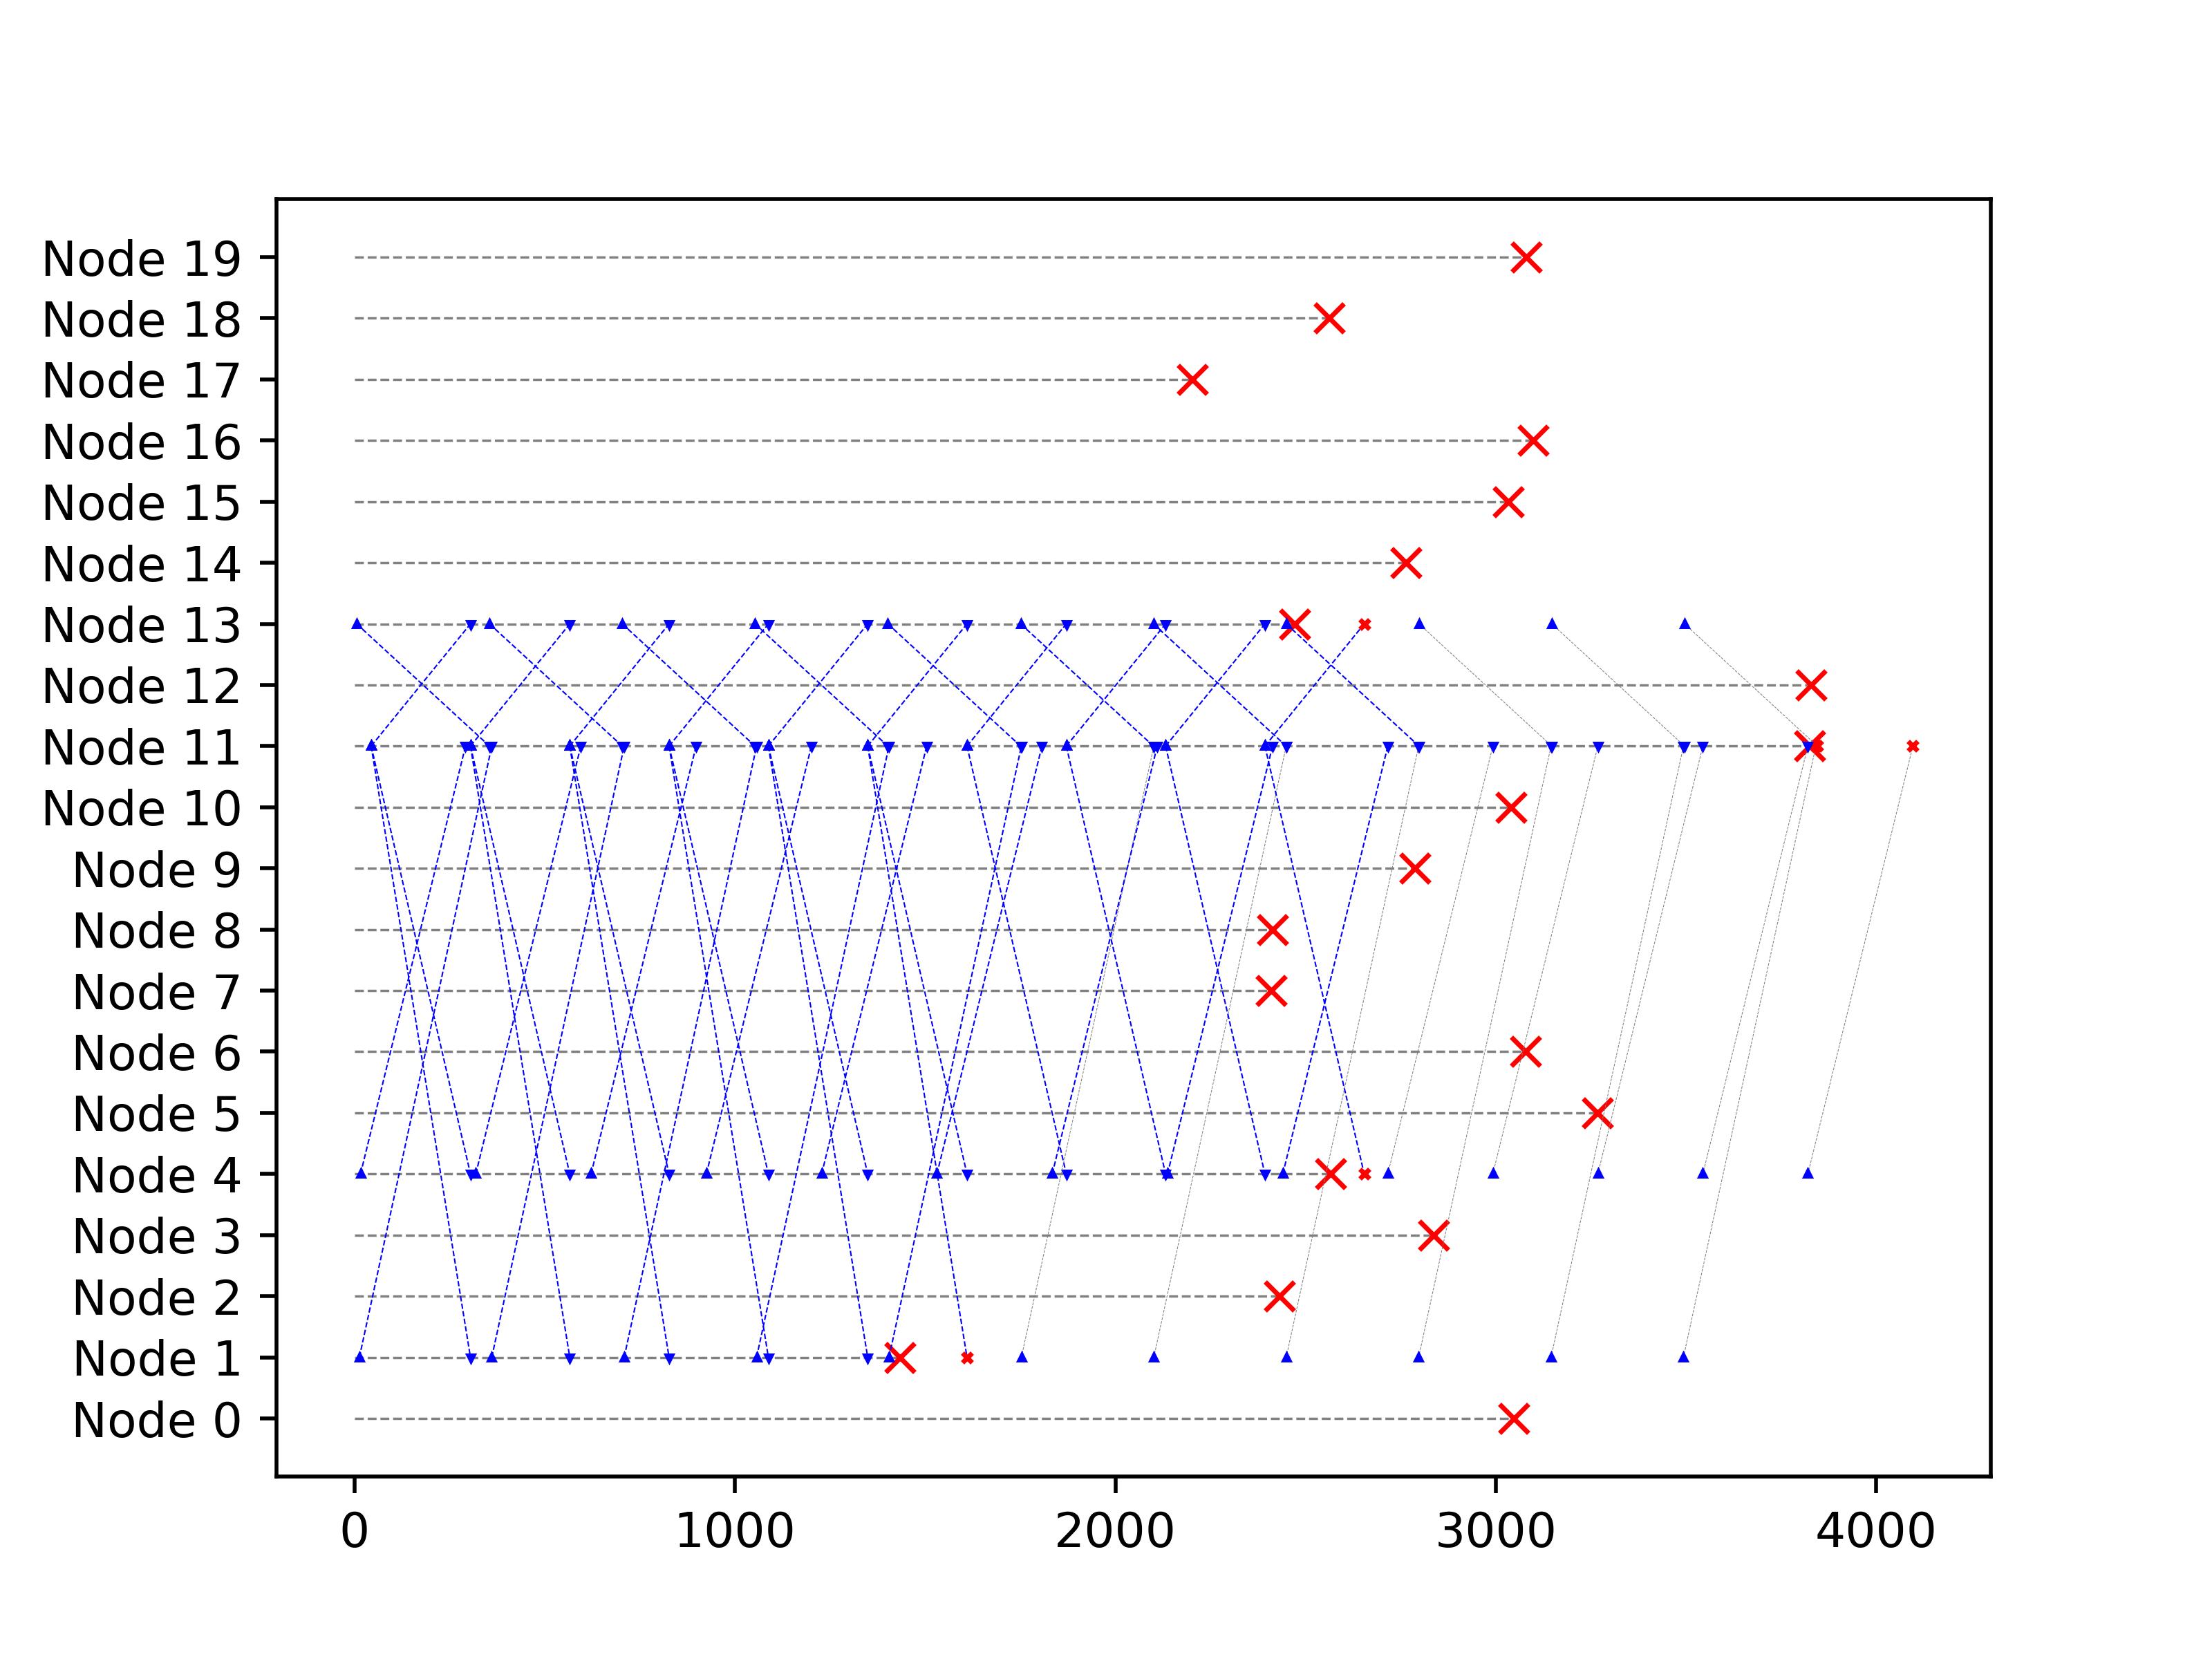 Node 19
Node 18
Node 17
Node 16
Node 15
Node 14
Node 13
Node 12
Node 11
Node 10
Node 9
Node 8
Node 7
Node 6
Node 5
Node 4
Node 3
Node 2
Node 1
Node 0
0 1000 2000 3000 4000